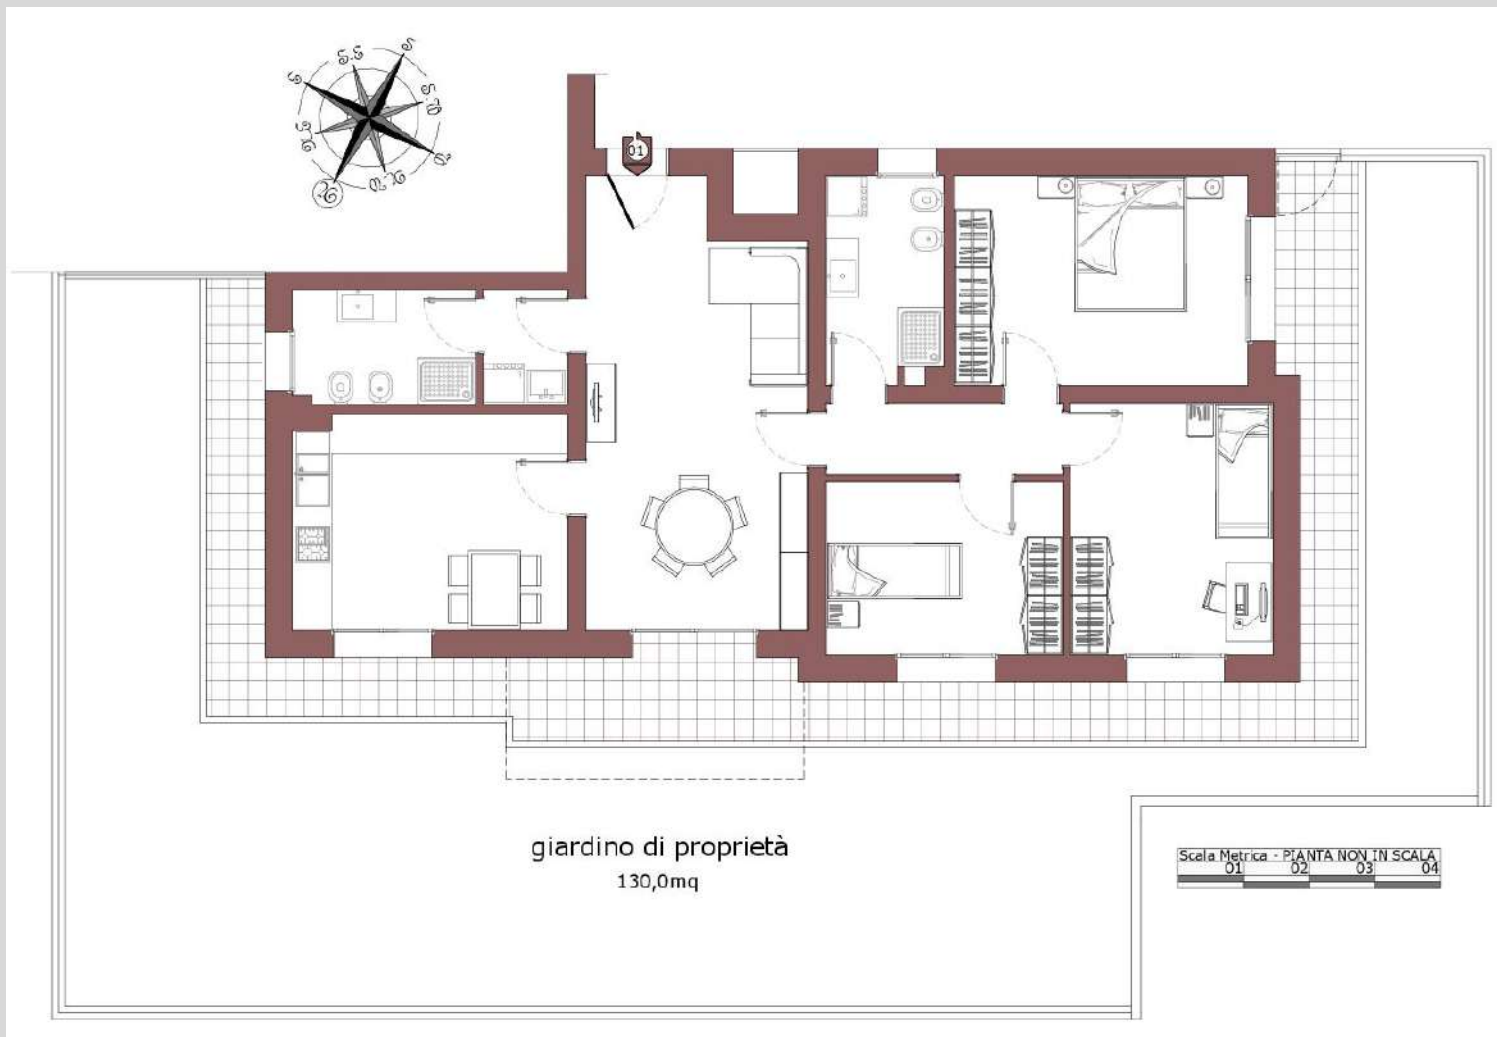 S
01
giardino di proprietà
130,0mq
Scala Metrica - PIANTA NON IN SCALA
01 02 03 04